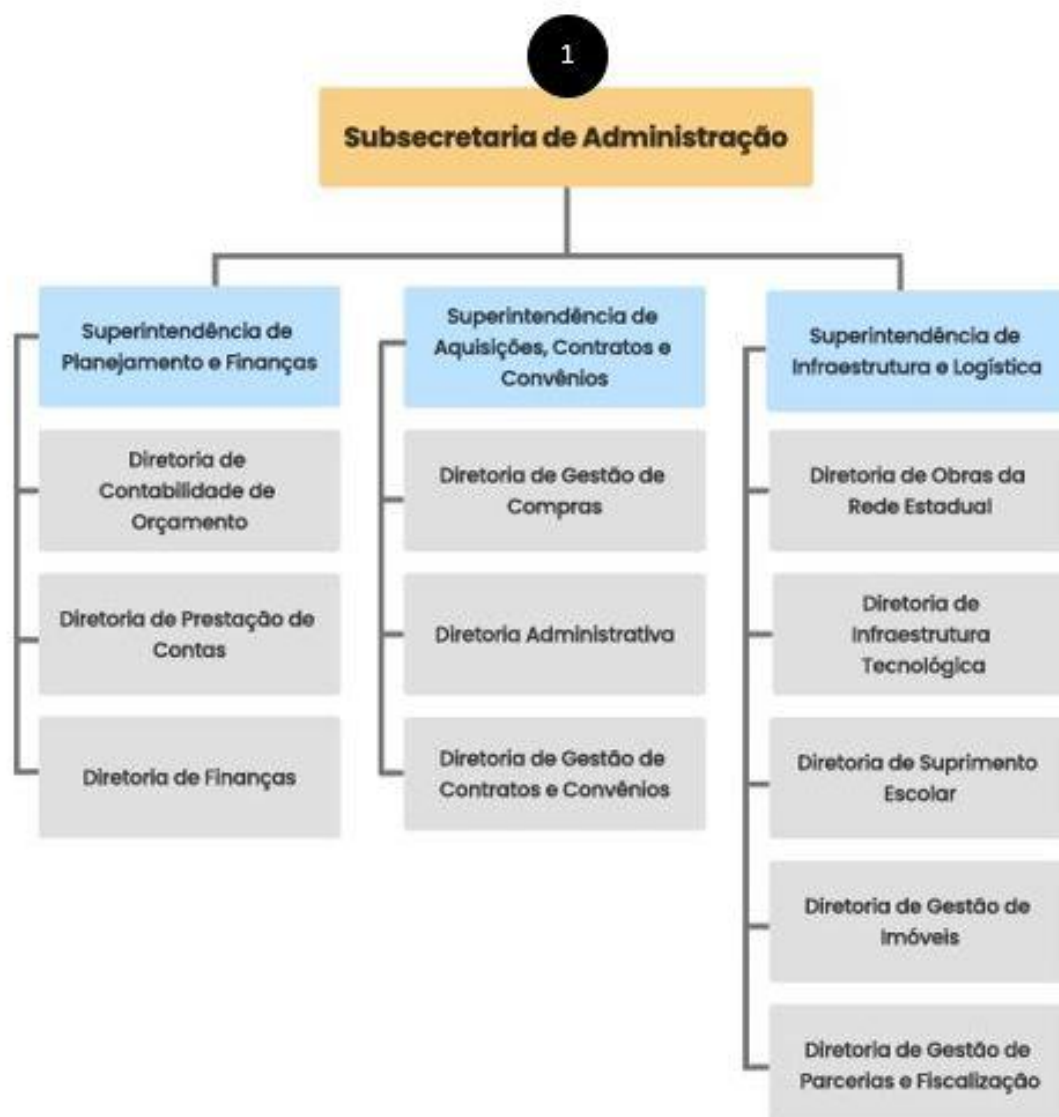 1
Subsecretaria de Administração
Superintendência de
Planejamento e Finanças
Diretoria de
Contabilidade de
Orçamento
Diretoria de Prestação de
Contas
Diretoria de Finanças
Superintendência de
Aquisições, Contratos e
Convênios
Diretoria de Gestão de
Compras
Diretoria Administrativa
Diretoria de Gestão de
Contratos e Convênios
Superintendência de
Infraestrutura e Logística
Diretoria de Obras da
Rede Estadual
Diretoria de
Infraestrutura
Tecnológica
Diretoria de Suprimento
Escolar
Diretoria de Gestão de
Imóveis
Diretoria de Gestão de
Parcerias e Fiscalização